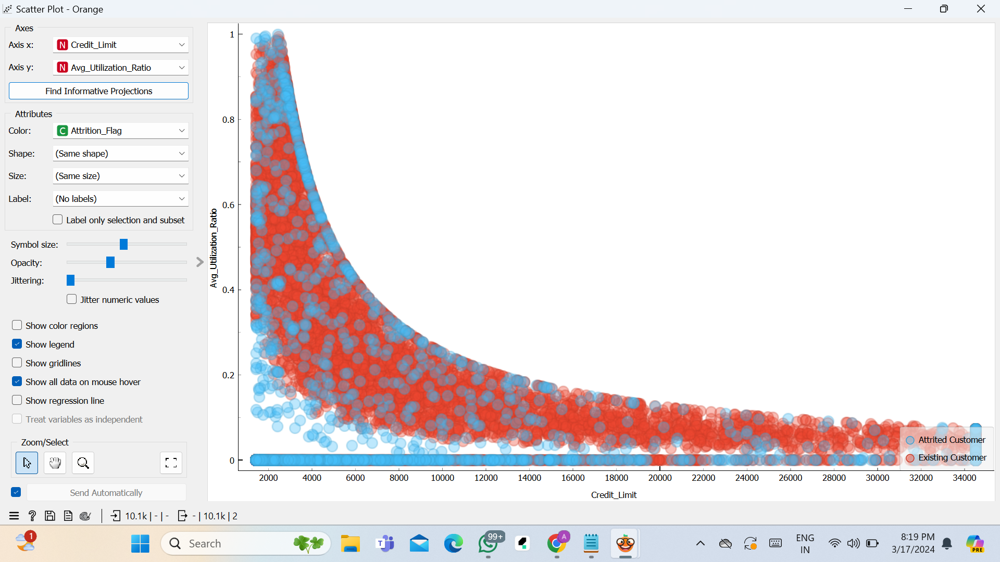 Scatter Plot - Orange
Axes
Axis x: N Credit_Limit
Axis y: N Avg_Utilization_Ratio
Find Informative Projections
Attributes
Color: C Attrition_Flag
Shape: (Same shape)
Size: (Same size)
Label: (No labels)
Label only selection and subset
Symbol size:
Opacity:
Jittering:
Jitter numeric values
Show color regions
Show legend
Show gridlines
Show all data on mouse hover
Show regression line
Treat variables as independent
Zoom/Select
Send Automatically
10.1k | - | - - | 10.1k | 2
Avg_Utilization_Ratio
1
0.8
0.6
0.4
0.2
0
2000 4000 6000 8000 10000 12000 14000 16000 18000 20000 22000 24000 26000 28000 30000 32000 34000
Credit_Limit
Attrited Customer
Existing Customer
1
Search
T
99+
A
ENG
IN
8:19 PM
3/17/2024
PRE